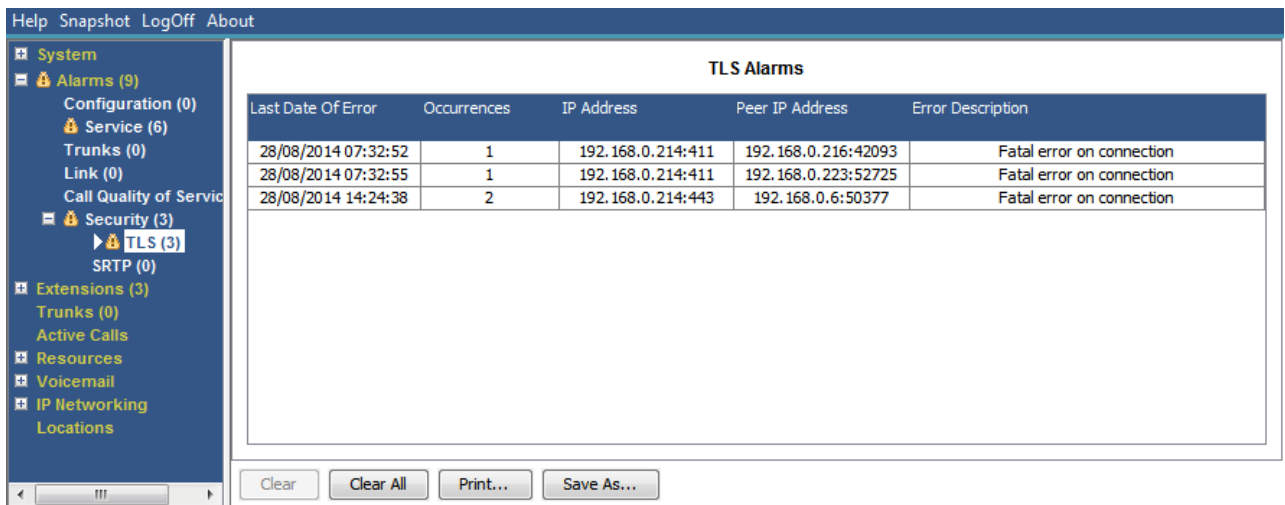 Help Snapshot LogOff About
System
Alarms (9)
Configuration (0)
Service (6)
Trunks (0)
Link (0)
Call Quality of Servic
Security (3)
TLS (3)
SRTP (0)
Extensions (3)
Trunks (0)
Active Calls
Resources
Voicemail
IP Networking
Locations
TLS Alarms
Last Date Of Error Occurrences IP Address Peer IP Address Error Description
28/08/2014 07:32:52 1 192.168.0.214:411 192.168.0.216:42093 Fatal error on connection
28/08/2014 07:32:55 1 192.168.0.214:411 192.168.0.223:52725 Fatal error on connection
28/08/2014 14:24:38 2 192.168.0.214:443 192.168.0.6:50377 Fatal error on connection
Clear Clear All Print... Save As...